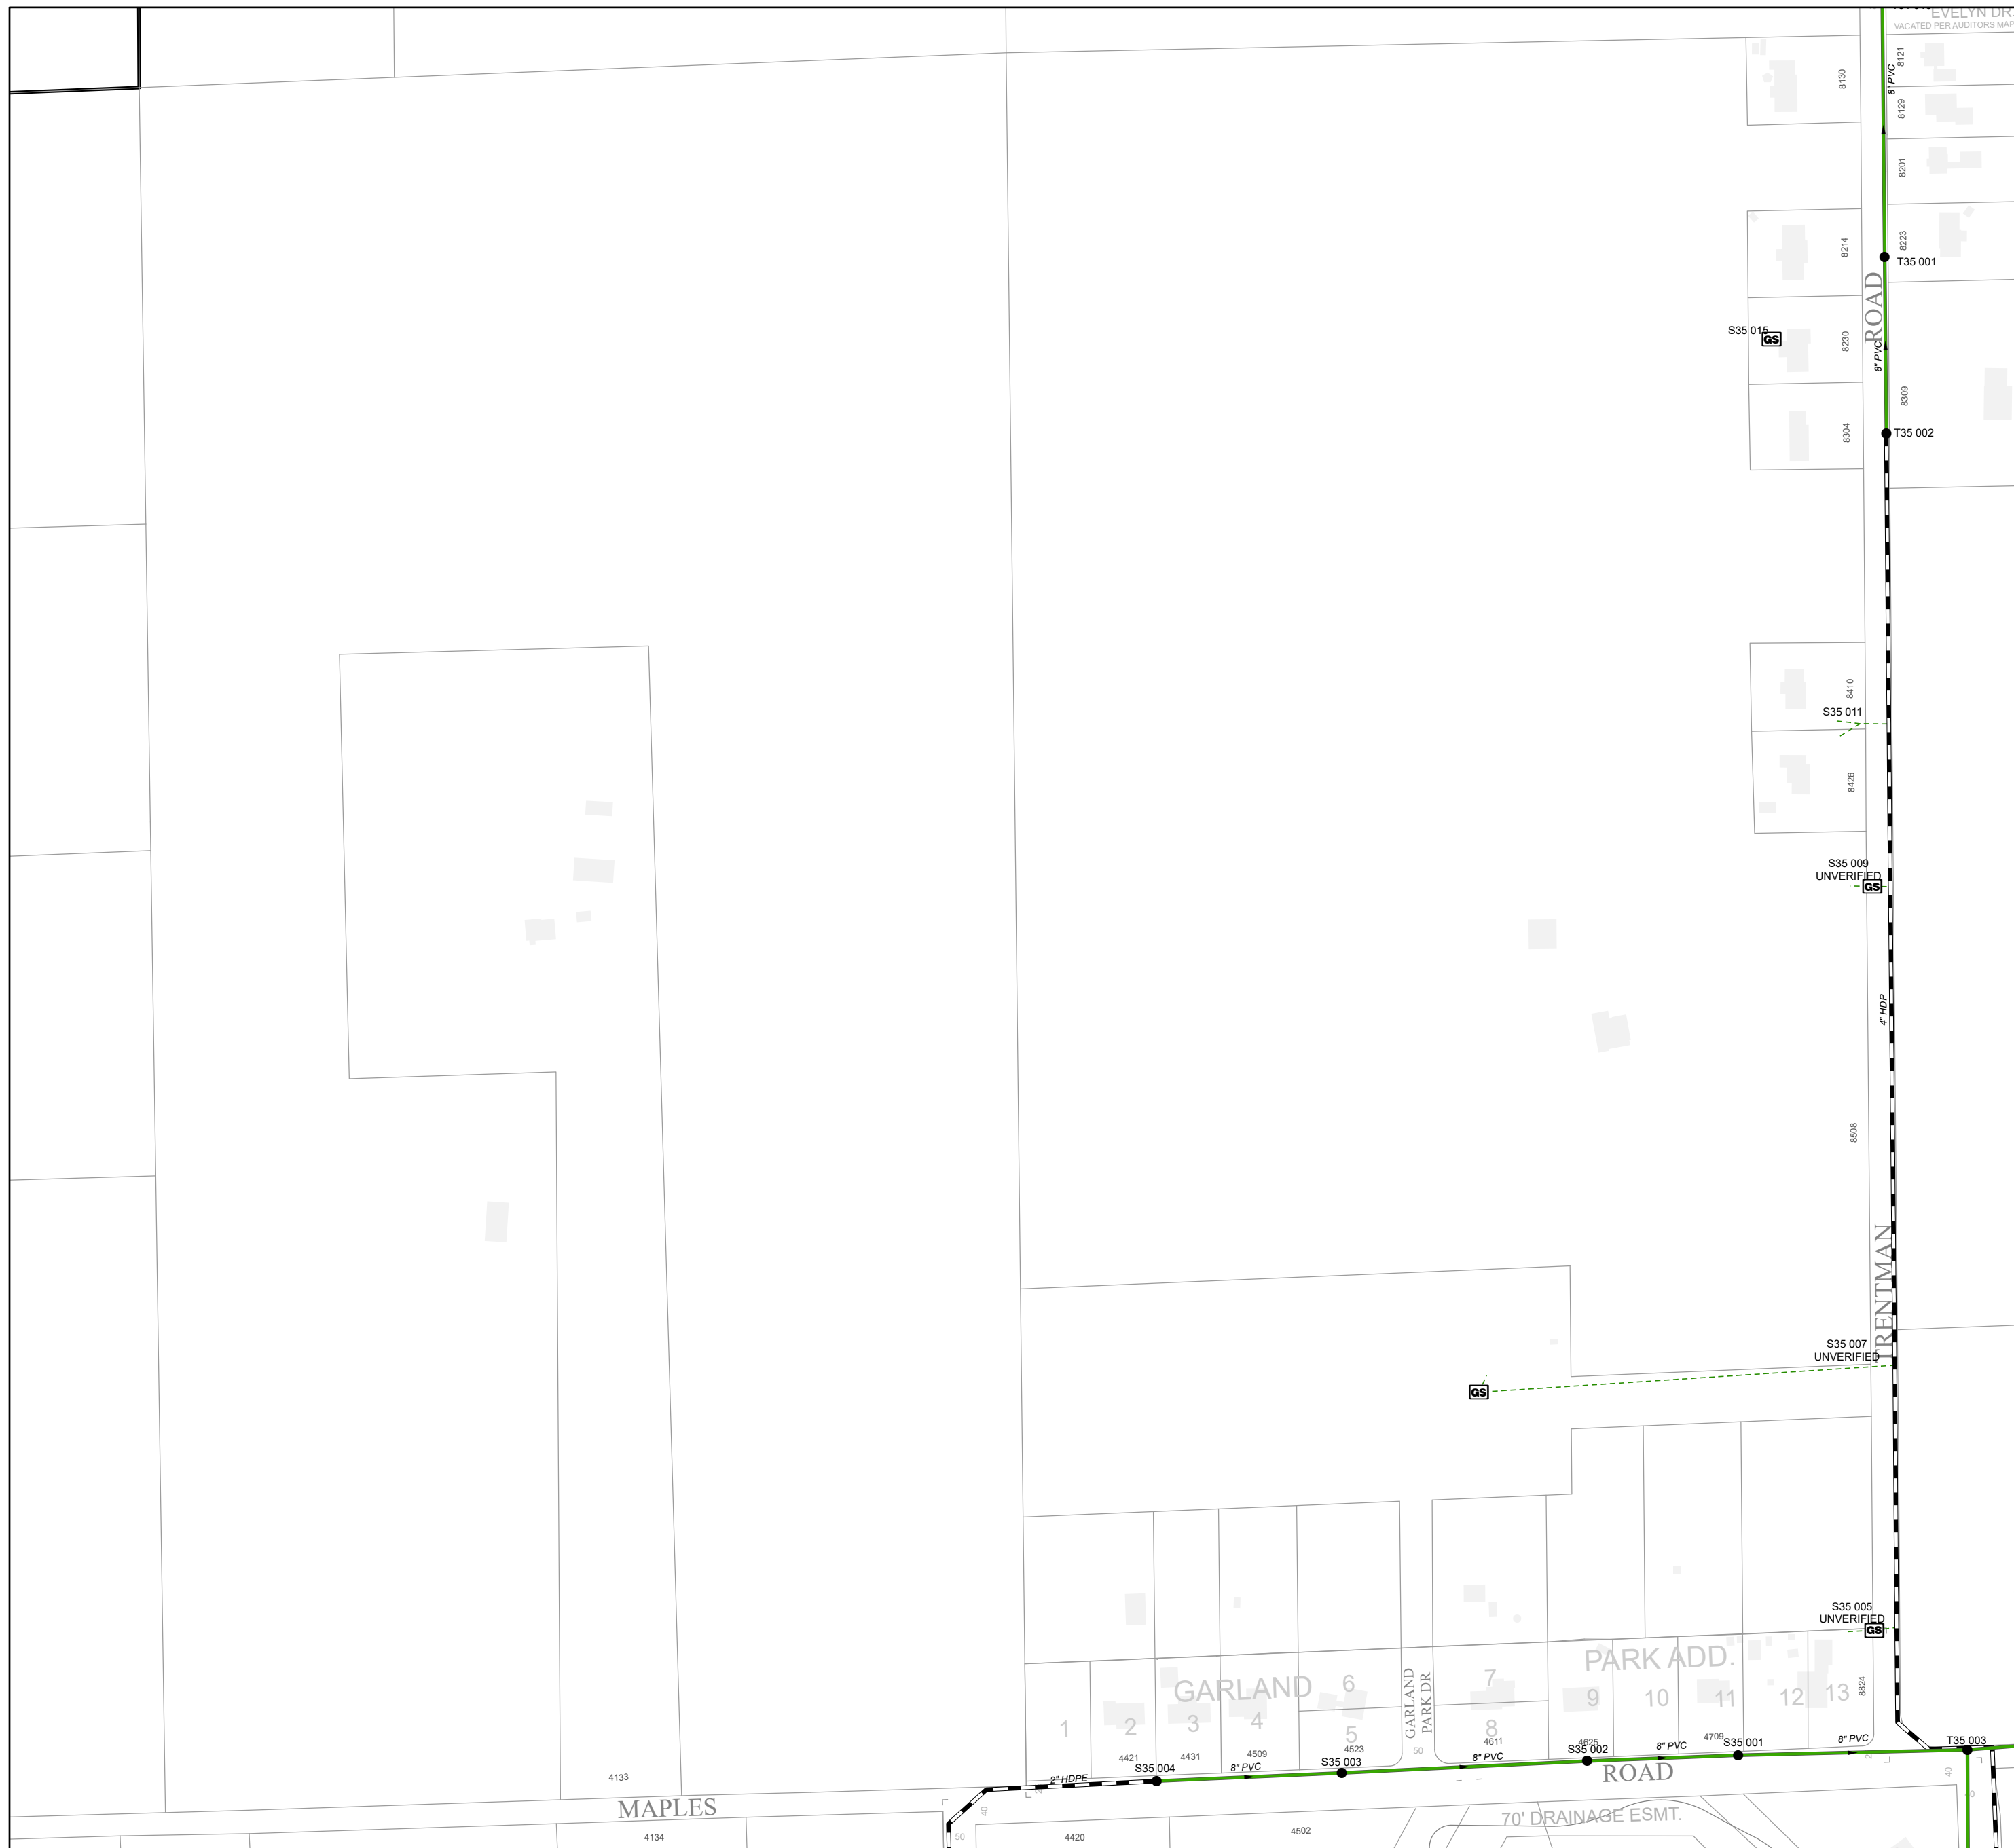 EVELYN DR.
VACATED PER AUDITORS MAP
8121
8" PVC
8130
8129
8201
8214
8223
T35 001
ROAD
S35 015
GS
8230
8" PVC
8309
8304
T35 002
8410
S35 011
8426
S35 009
UNVERIFIED
GS
4" HDP
8508
TRENTMAN
S35 007
UNVERIFIED
GS
S35 005
UNVERIFIED
GS
GARLAND
PARK ADD.
1
2
3
4
5
6
7
8
9
10
11
12
13
8824
GARLAND
PARK DR
50
4421
4431
4509
4523
4611
4625
4709
S35 004
S35 003
S35 002
S35 001
T35 003
2" HDPE
8" PVC
8" PVC
8" PVC
8" PVC
4133
MAPLES
ROAD
40
50
40
70' DRAINAGE ESMT.
4134
4420
4502